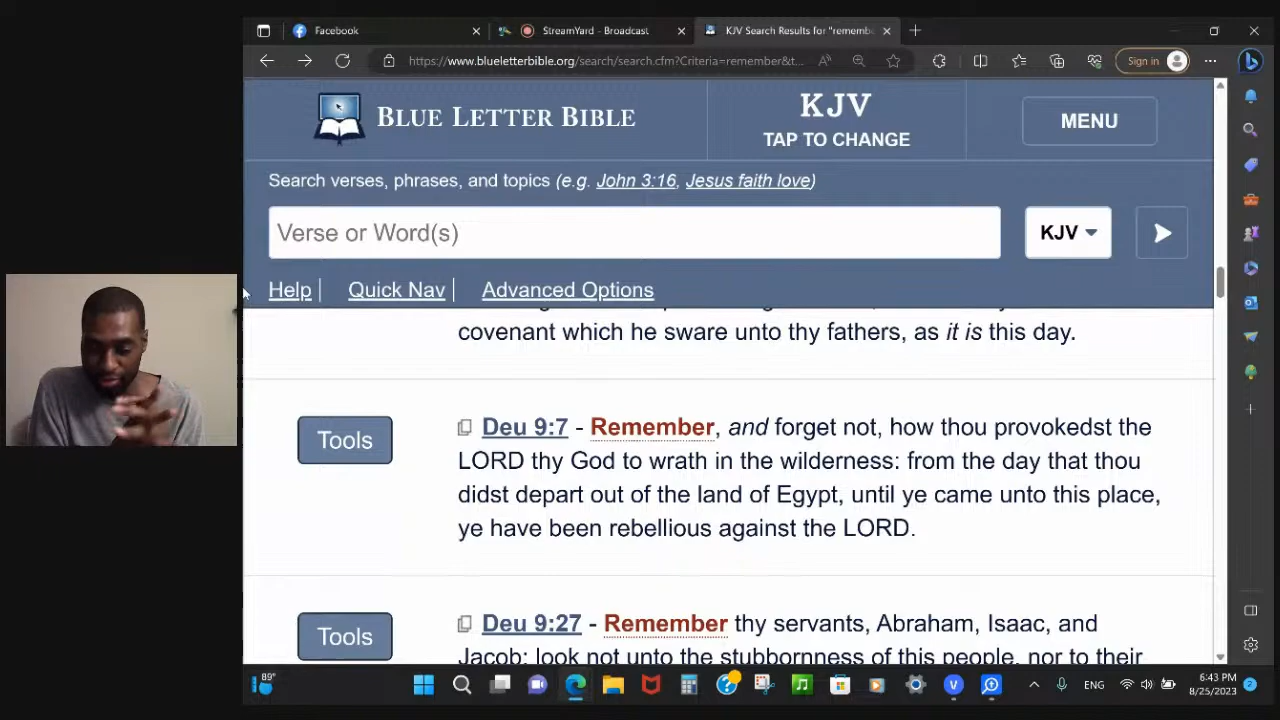 Facebook
StreamYard - Broadcast
KJV Search Results for "remembe
https://www.blueletterbible.org/search/search.cfm?Criteria=remember&t...
Sign in
BLUE LETTER BIBLE
KJV
TAP TO CHANGE
MENU
Search verses, phrases, and topics (e.g. John 3:16, Jesus faith love)
Verse or Word(s)
KJV
Help
Quick Nav
Advanced Options
covenant which he sware unto thy fathers, as it is this day.
Tools
Deu 9:7 - Remember, and forget not, how thou provokedst the
LORD thy God to wrath in the wilderness: from the day that thou
didst depart out of the land of Egypt, until ye came unto this place,
ye have been rebellious against the LORD.
Tools
Deu 9:27 - Remember thy servants, Abraham, Isaac, and
Jacob; look not unto the stubbornness of this people, nor to their
89°
ENG
6:43 PM
8/25/2023
2